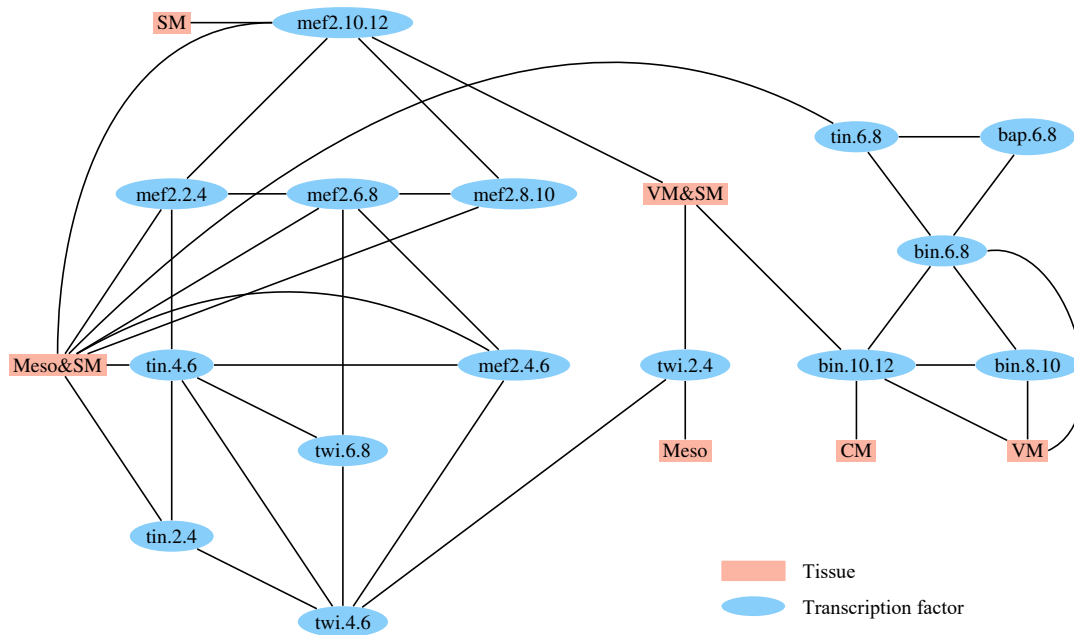 SM
mef2.10.12
tin.6.8
bap.6.8
mef2.2.4
mef2.6.8
mef2.8.10
VM&SM
bin.6.8
Meso&SM
tin.4.6
mef2.4.6
twi.2.4
bin.10.12
bin.8.10
twi.6.8
Meso
CM
VM
tin.2.4
twi.4.6
Tissue
Transcription factor